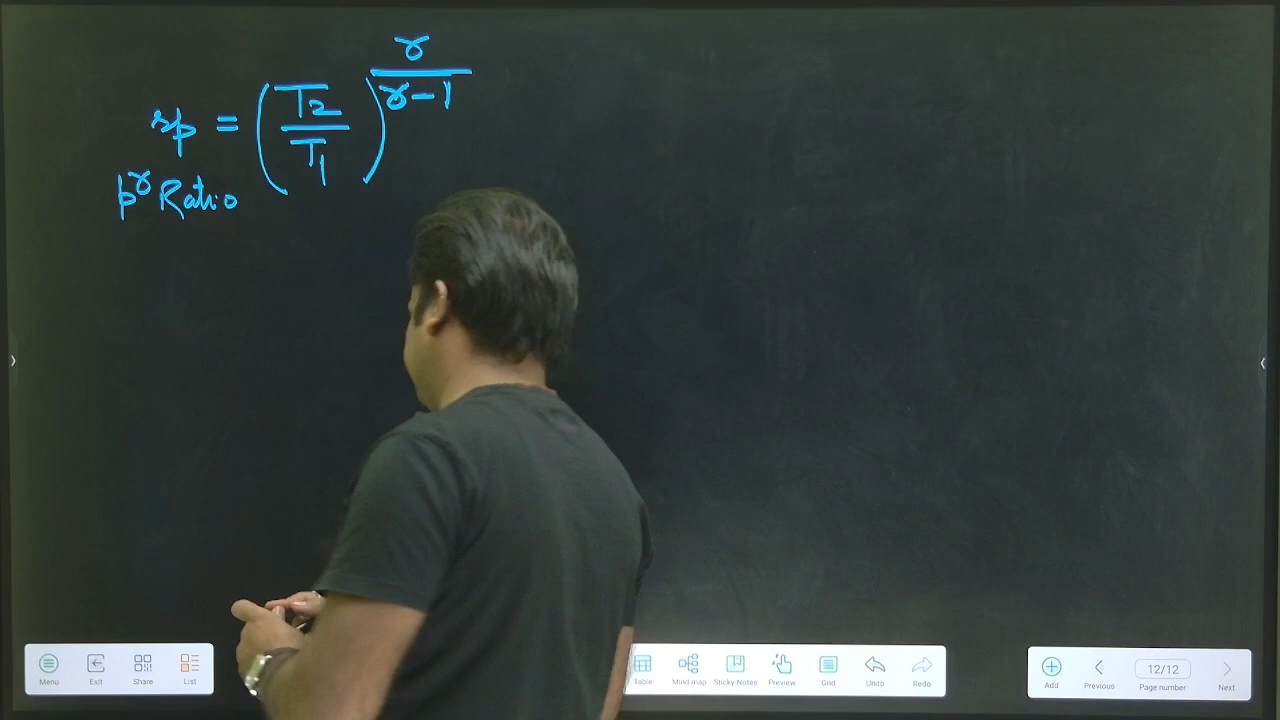 rp = (T2/T1)^(γ/(γ-1))
pr Ratio
Menu Exit Share List Table Mind map Sticky-Notes Preview Grid Undo Redo Add Previous 12/12 Page number Next